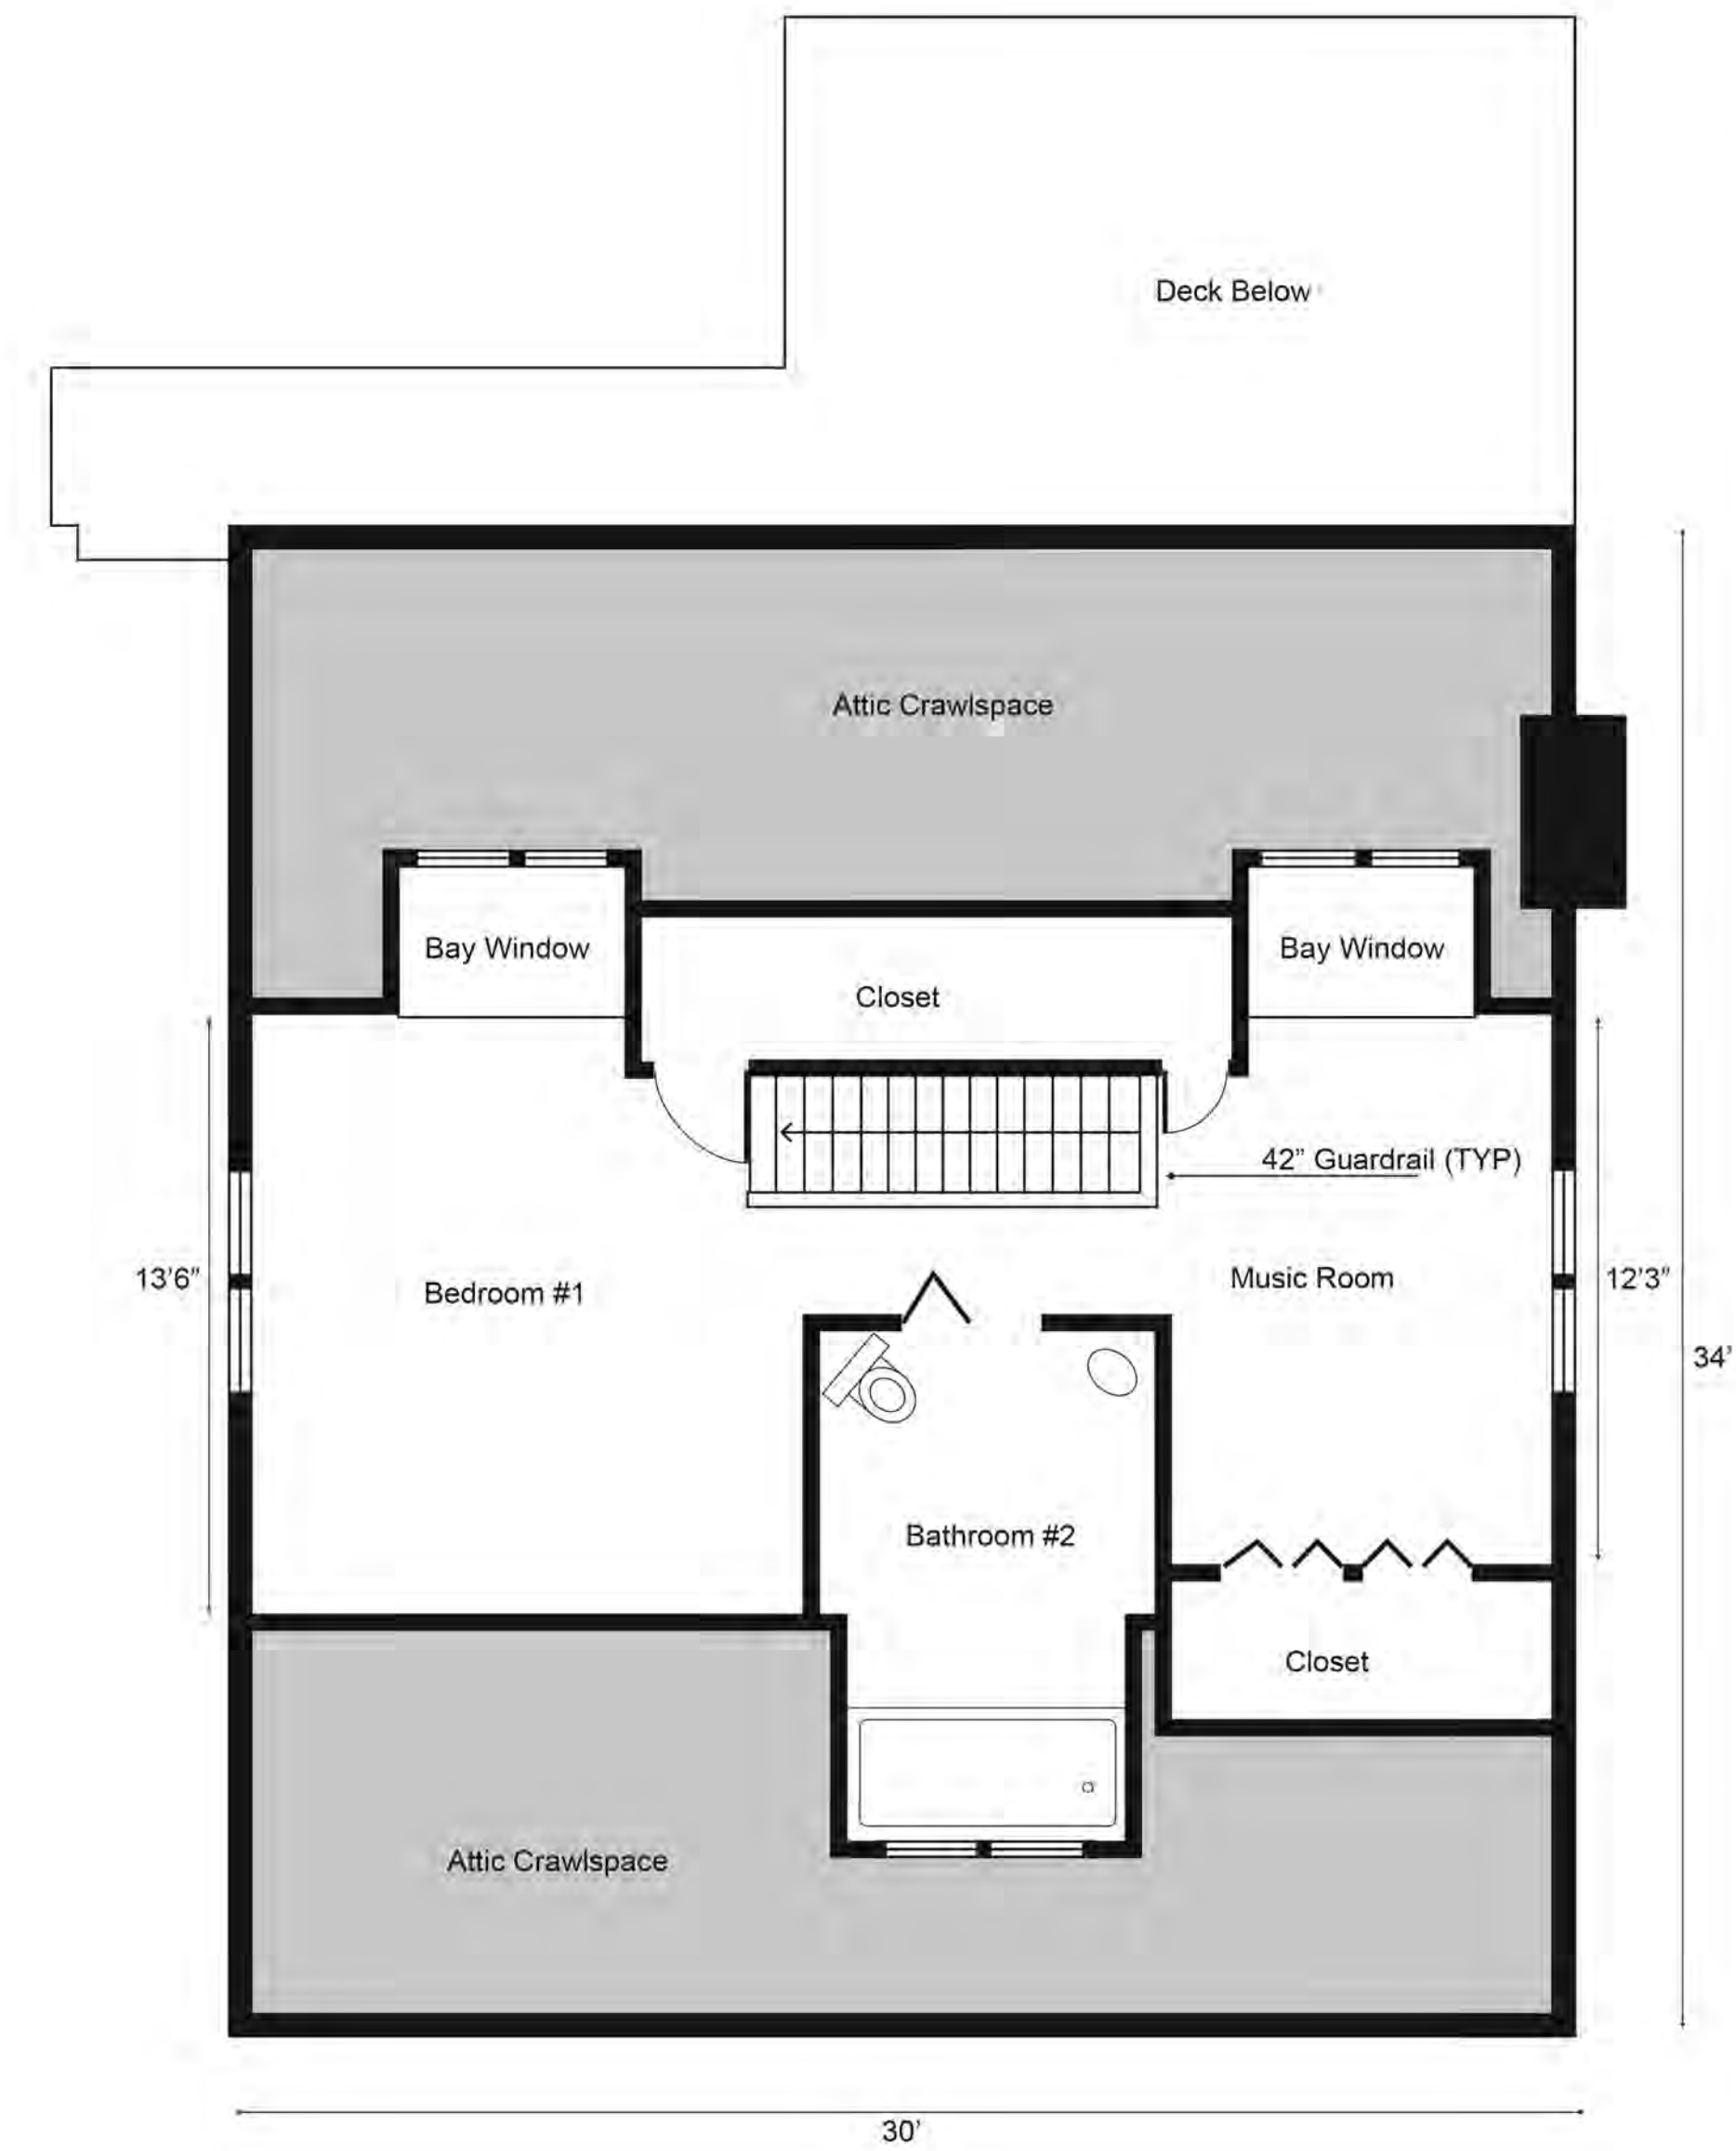 Deck Below
Attic Crawlspace
Bay Window
Bay Window
Closet
42” Guardrail (TYP)
13’6”
Bedroom #1
Music Room
12’3”
34’
Bathroom #2
Closet
Attic Crawlspace
30’